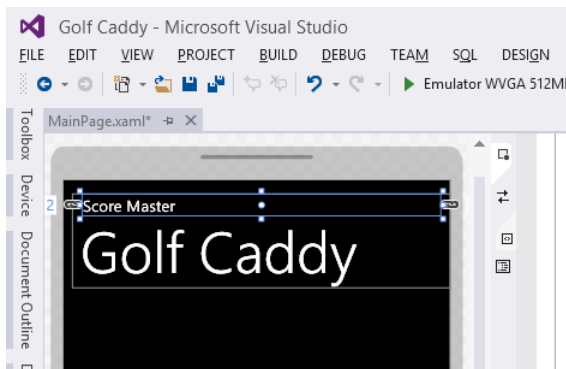 Golf Caddy - Microsoft Visual Studio
FILE EDIT VIEW PROJECT BUILD DEBUG TEAM SQL DESIGN
Emulator WVGA 512M
Toolbox
Device
Document Outline
MainPage.xaml*
2
Score Master
Golf Caddy